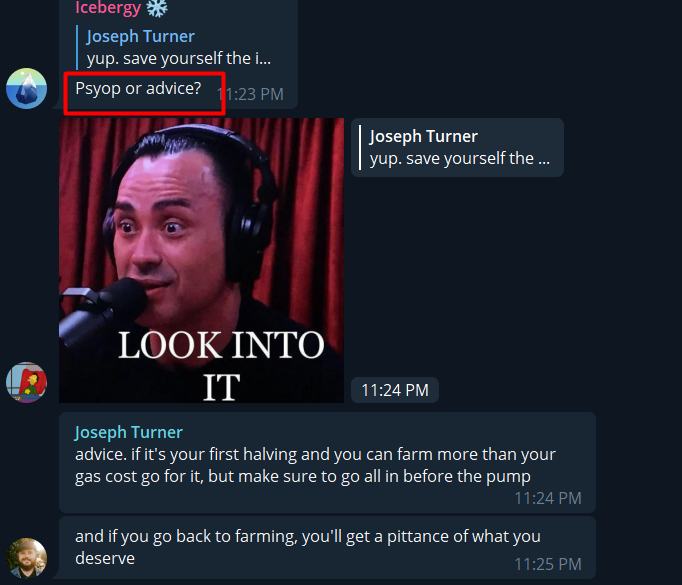 Icebergy ❄️
Joseph Turner
yup. save yourself the i...
Psyop or advice?
11:23 PM
Joseph Turner
yup. save yourself the ...
LOOK INTO
IT
11:24 PM
Joseph Turner
advice. if it's your first halving and you can farm more than your
gas cost go for it, but make sure to go all in before the pump
11:24 PM
and if you go back to farming, you'll get a pittance of what you
deserve
11:25 PM